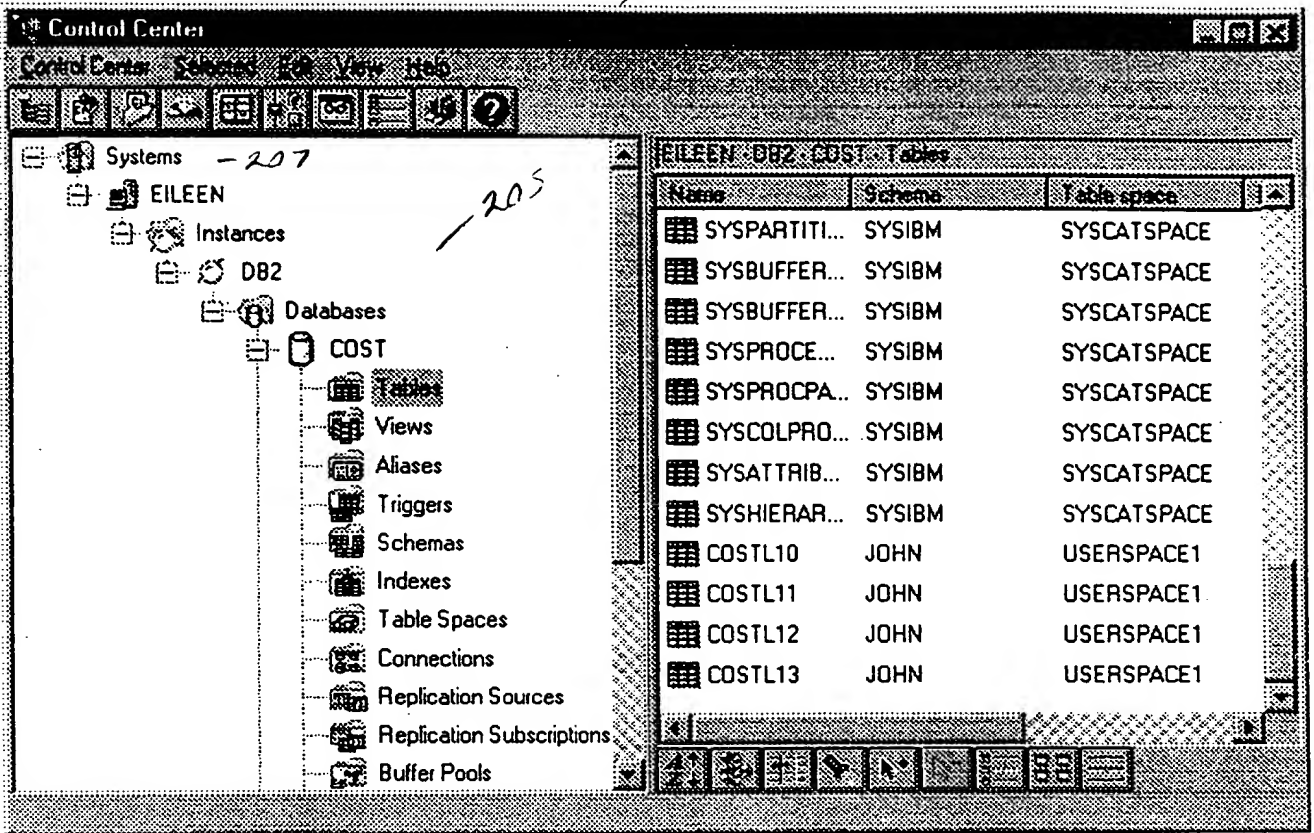 Control Center
Control Center Selected Edit View Help
Systems - 207
EILEEN
- 205
Instances
DB2
Databases
COST
Tables
Views
Aliases
Triggers
Schemas
Indexes
Table Spaces
Connections
Replication Sources
Replication Subscriptions
Buffer Pools
EILEEN - DB2 - COST - Tables
Name Schema Table space
SYSPARTITI... SYSIBM SYSCATSPACE
SYSBUFFER... SYSIBM SYSCATSPACE
SYSBUFFER... SYSIBM SYSCATSPACE
SYSPROCE... SYSIBM SYSCATSPACE
SYSPROCPA... SYSIBM SYSCATSPACE
SYSCOLPRO... SYSIBM SYSCATSPACE
SYSATTRIB... SYSIBM SYSCATSPACE
SYSHIERAR... SYSIBM SYSCATSPACE
COSTL10 JOHN USERSPACE1
COSTL11 JOHN USERSPACE1
COSTL12 JOHN USERSPACE1
COSTL13 JOHN USERSPACE1